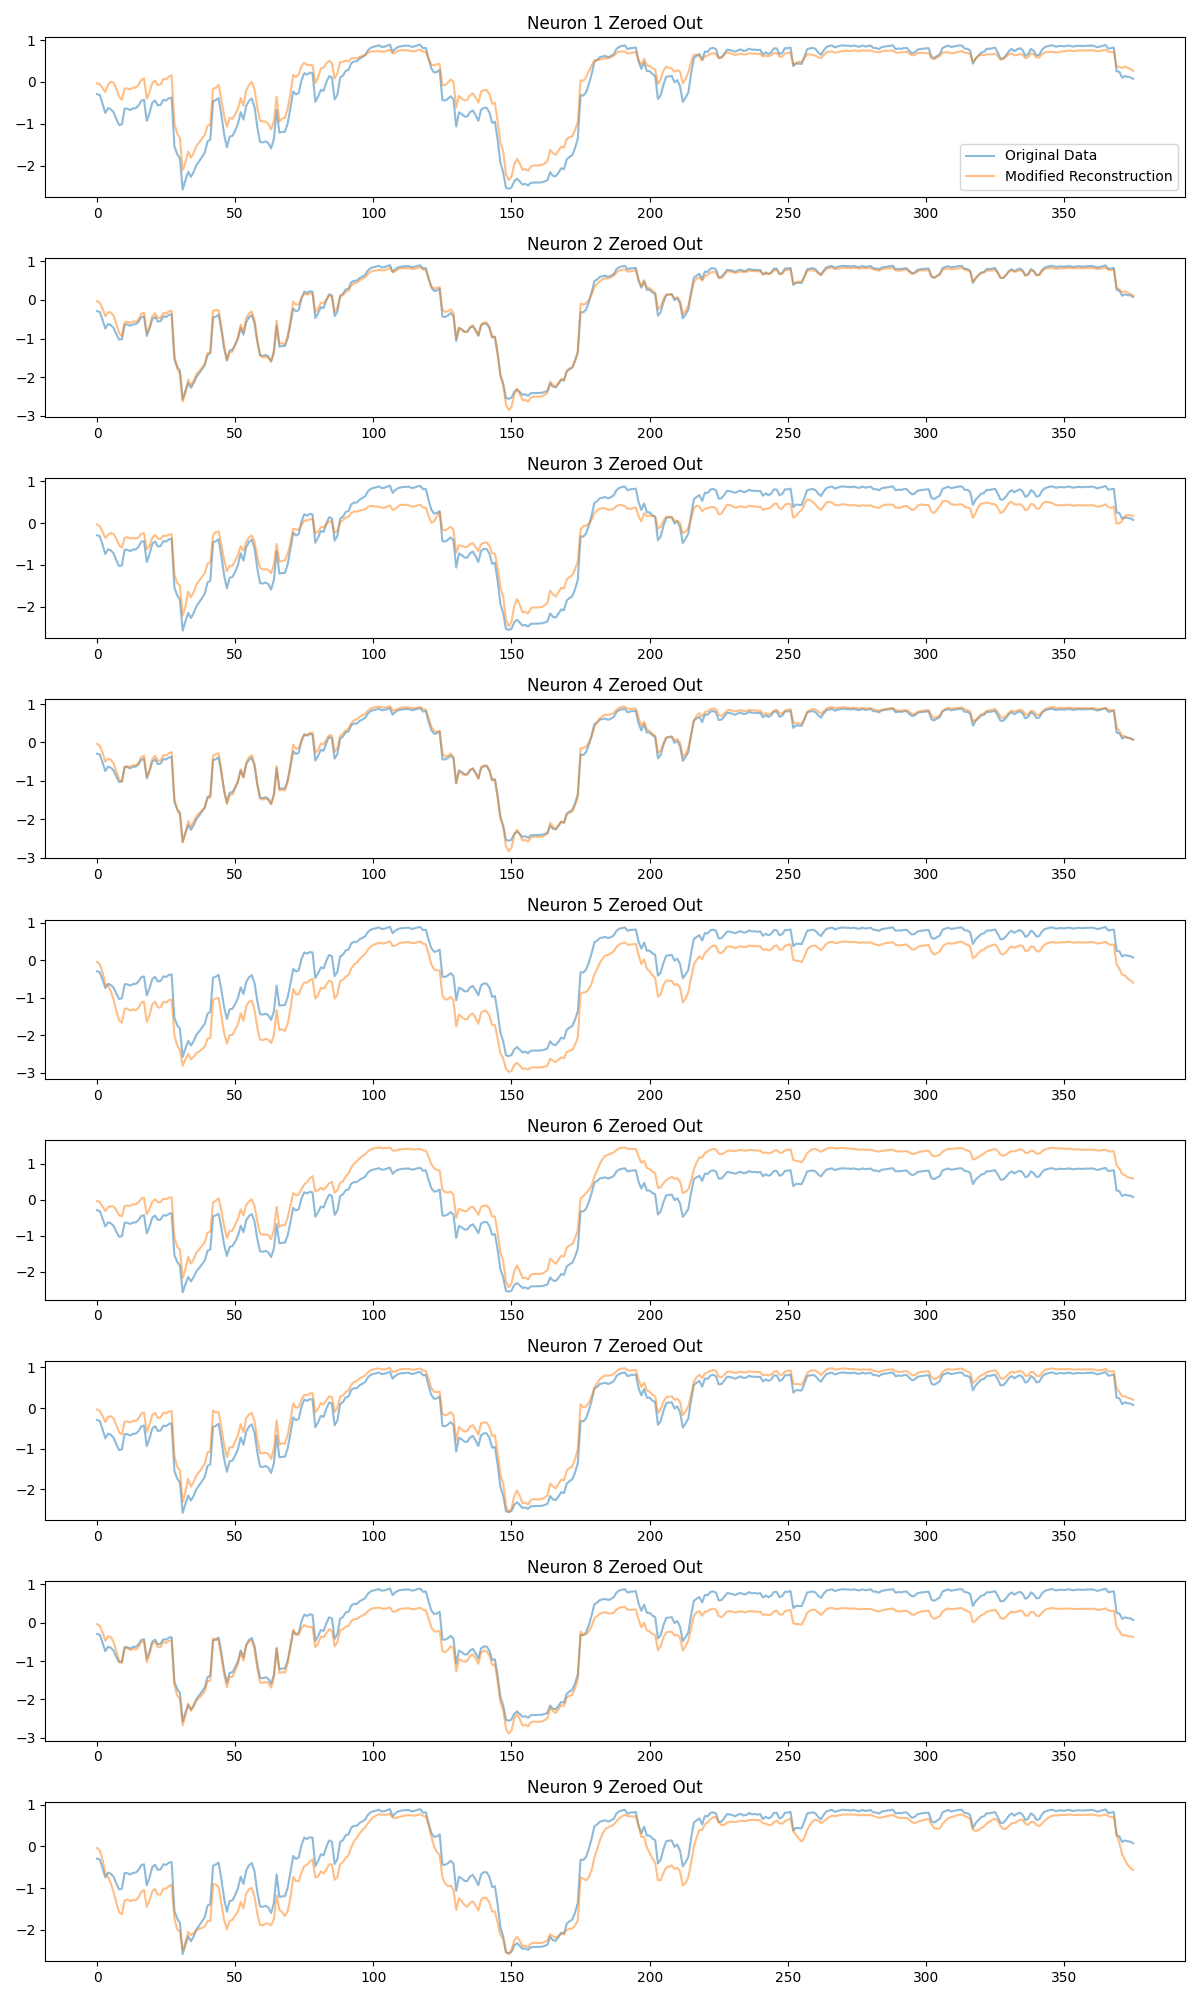 Neuron 1 Zeroed Out
1
0
−1
−2
Original Data
Modified Reconstruction
0 50 100 150 200 250 300 350
Neuron 2 Zeroed Out
1
0
−1
−2
−3
0 50 100 150 200 250 300 350
Neuron 3 Zeroed Out
1
0
−1
−2
0 50 100 150 200 250 300 350
Neuron 4 Zeroed Out
1
0
−1
−2
−3
0 50 100 150 200 250 300 350
Neuron 5 Zeroed Out
1
0
−1
−2
−3
0 50 100 150 200 250 300 350
Neuron 6 Zeroed Out
1
0
−1
−2
0 50 100 150 200 250 300 350
Neuron 7 Zeroed Out
1
0
−1
−2
0 50 100 150 200 250 300 350
Neuron 8 Zeroed Out
1
0
−1
−2
−3
0 50 100 150 200 250 300 350
Neuron 9 Zeroed Out
1
0
−1
−2
0 50 100 150 200 250 300 350